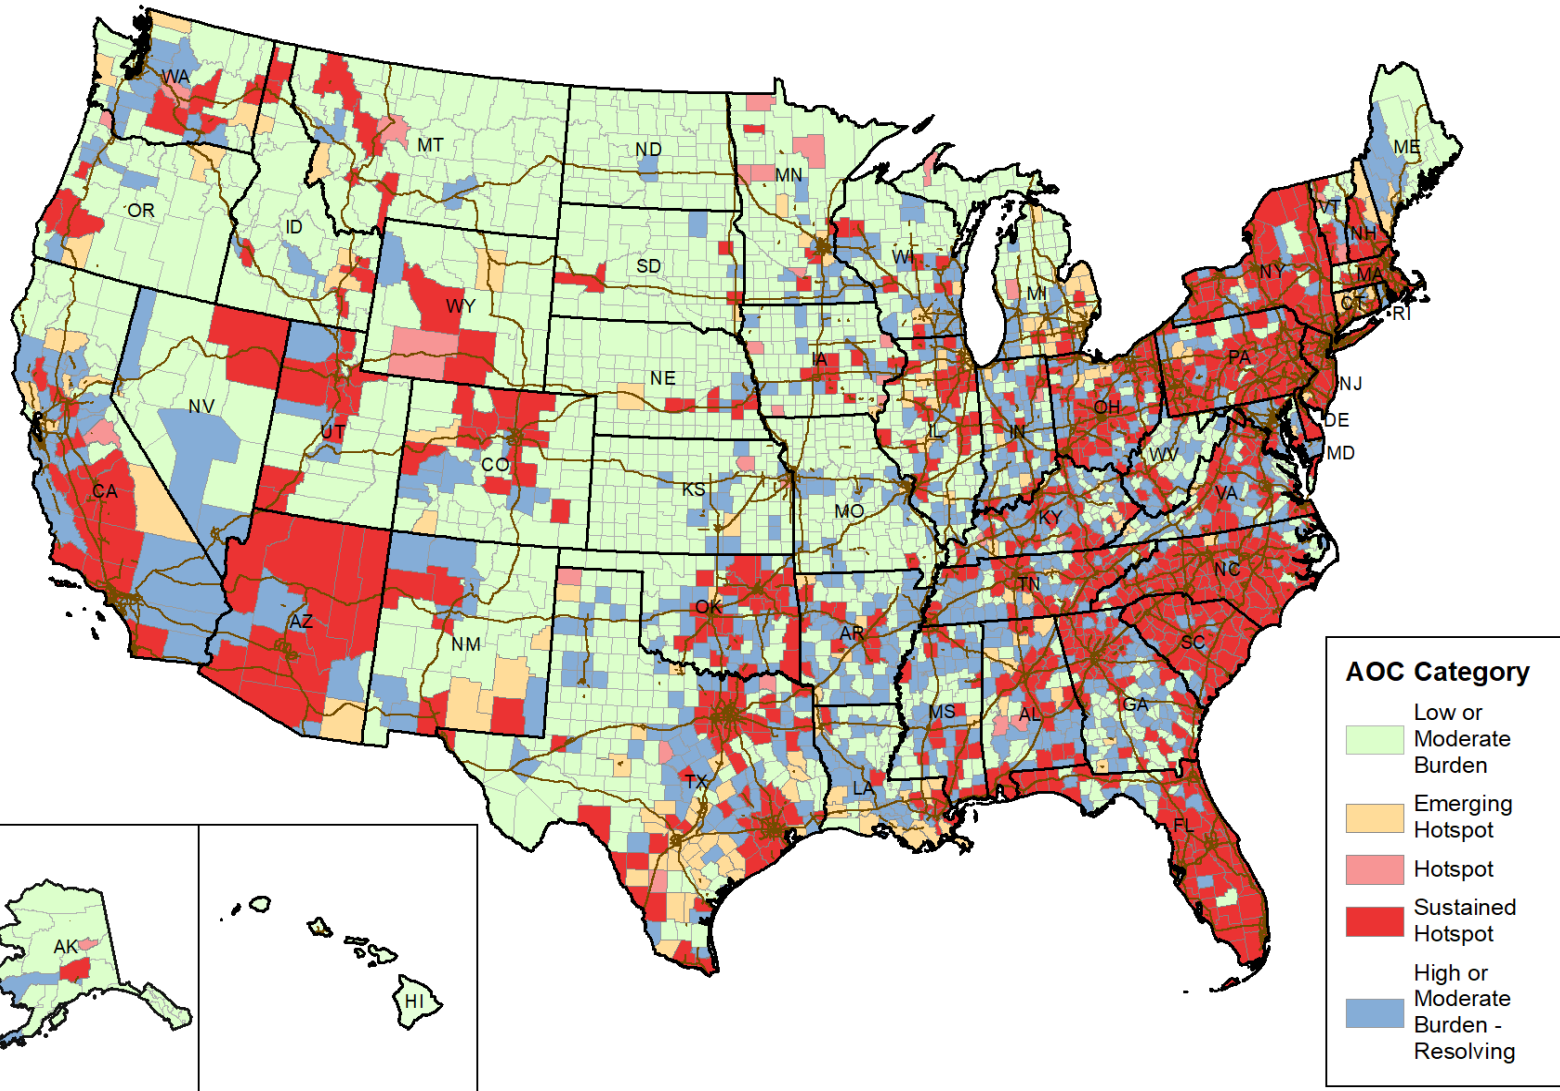 WA
MT
ND
MN
ME
OR
ID
SD
WI
VT
NH
WY
MI
NY
MA
CT
RI
NE
IA
PA
NJ
NV
UT
CO
IL
IN
OH
DE
MD
WV
CA
KS
MO
KY
VA
AZ
NM
OK
AR
TN
NC
SC
MS
AL
GA
TX
LA
FL
AK
HI
AOC Category
Low or
Moderate
Burden
Emerging
Hotspot
Hotspot
Sustained
Hotspot
High or
Moderate
Burden -
Resolving